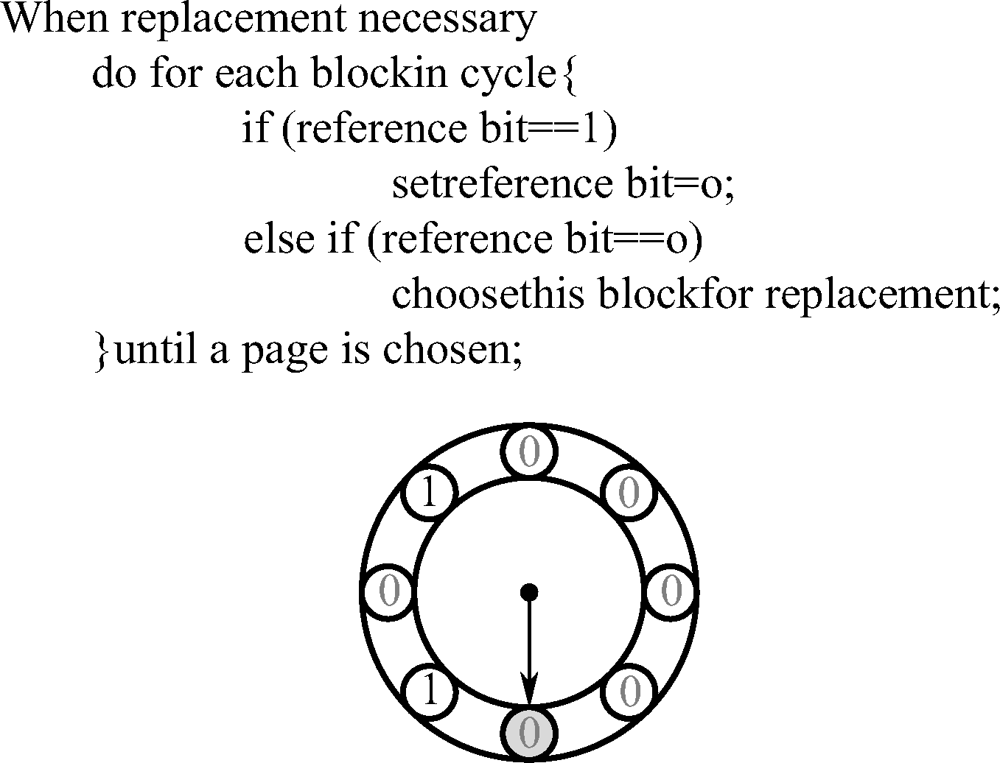 When replacement necessary
do for each blockin cycle{
if (reference bit==1)
setreference bit=o;
else if (reference bit==o)
choosethis blockfor replacement;
}until a page is chosen;
0
1 0
0 0
1 0
0